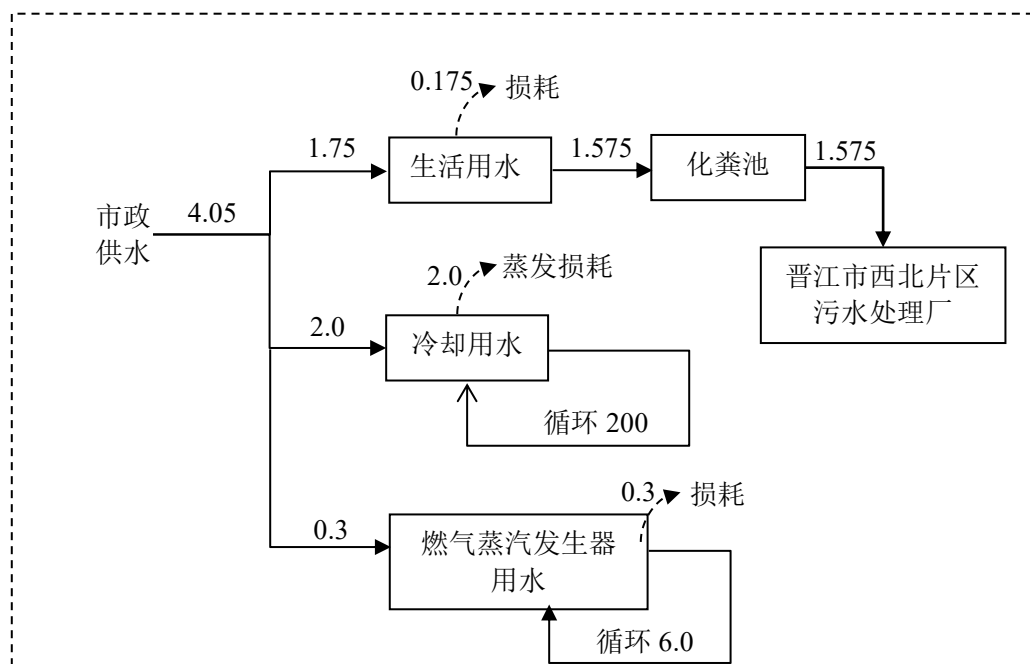 0.175
损耗
1.75
生活用水
1.575
化粪池
1.575
市政
供水
4.05
晋江市西北片区
污水处理厂
2.0
蒸发损耗
2.0
冷却用水
循环 200
0.3
损耗
0.3
燃气蒸汽发生器
用水
循环 6.0